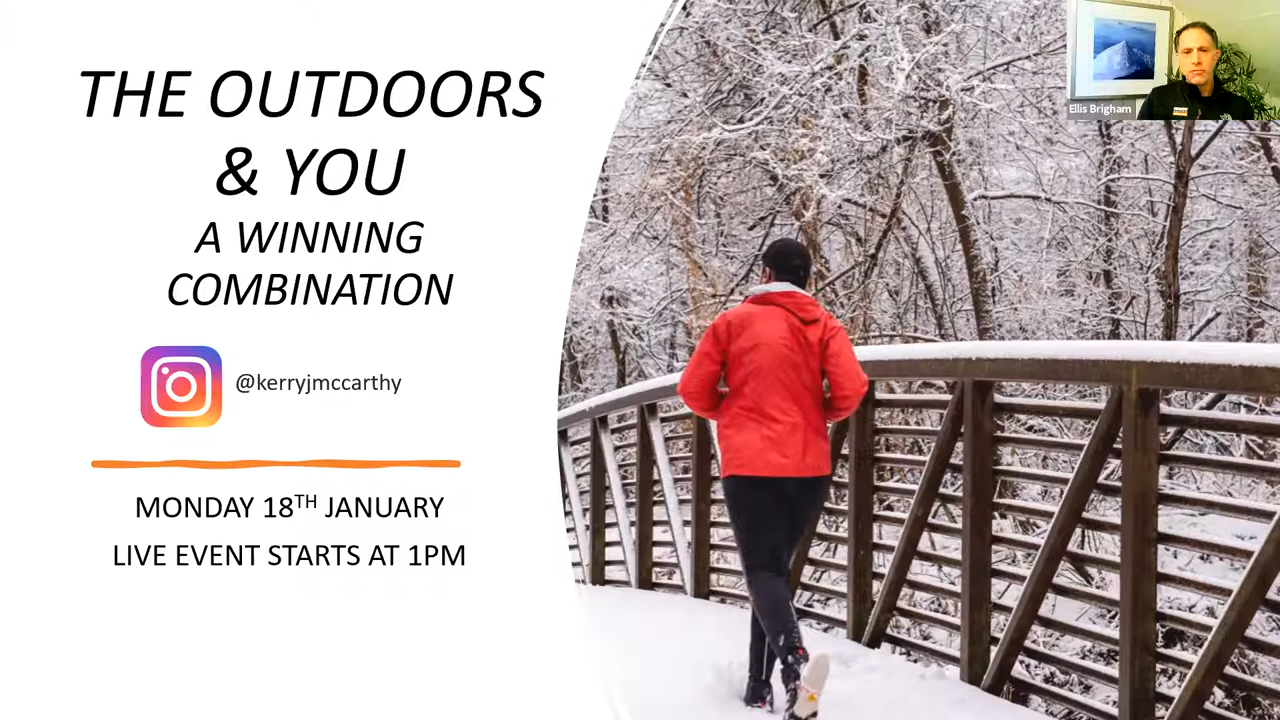 THE OUTDOORS
& YOU
A WINNING
COMBINATION
@kerryjmccarthy
MONDAY 18TH JANUARY
LIVE EVENT STARTS AT 1PM
Ellis Brigham